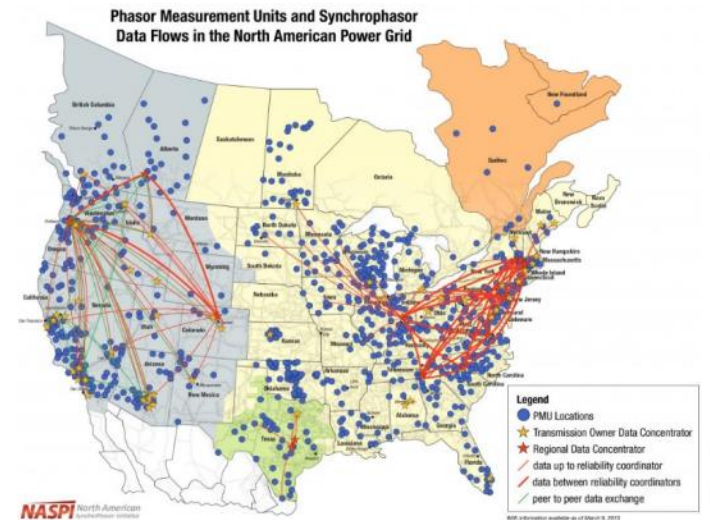 Phasor Measurement Units and Synchrophasor
Data Flows in the North American Power Grid
British Columbia
Alberta
Saskatchewan
Manitoba
Ontario
Quebec
New Foundland
New
Brunswick
Nova
Scotia
Maine
Washington
Montana
North Dakota
Minnesota
Oregon
Idaho
Wyoming
South Dakota
Michigan
New Hampshire
Massachusetts
Rhode Island
New Jersey
Delaware
California
Nevada
Utah
Colorado
Nebraska
Iowa
Ohio
Kansas
Arizona
New Mexico
Oklahoma
Arkansas
North Carolina
South Carolina
Texas
Louisiana
Mississippi
Alabama
Georgia
Florida
Legend
PMU Locations
Transmission Owner Data Concentrator
Regional Data Concentrator
data up to reliability coordinator
data between reliability coordinators
peer to peer data exchange
NASPI North American
SynchroPhasor Initiative